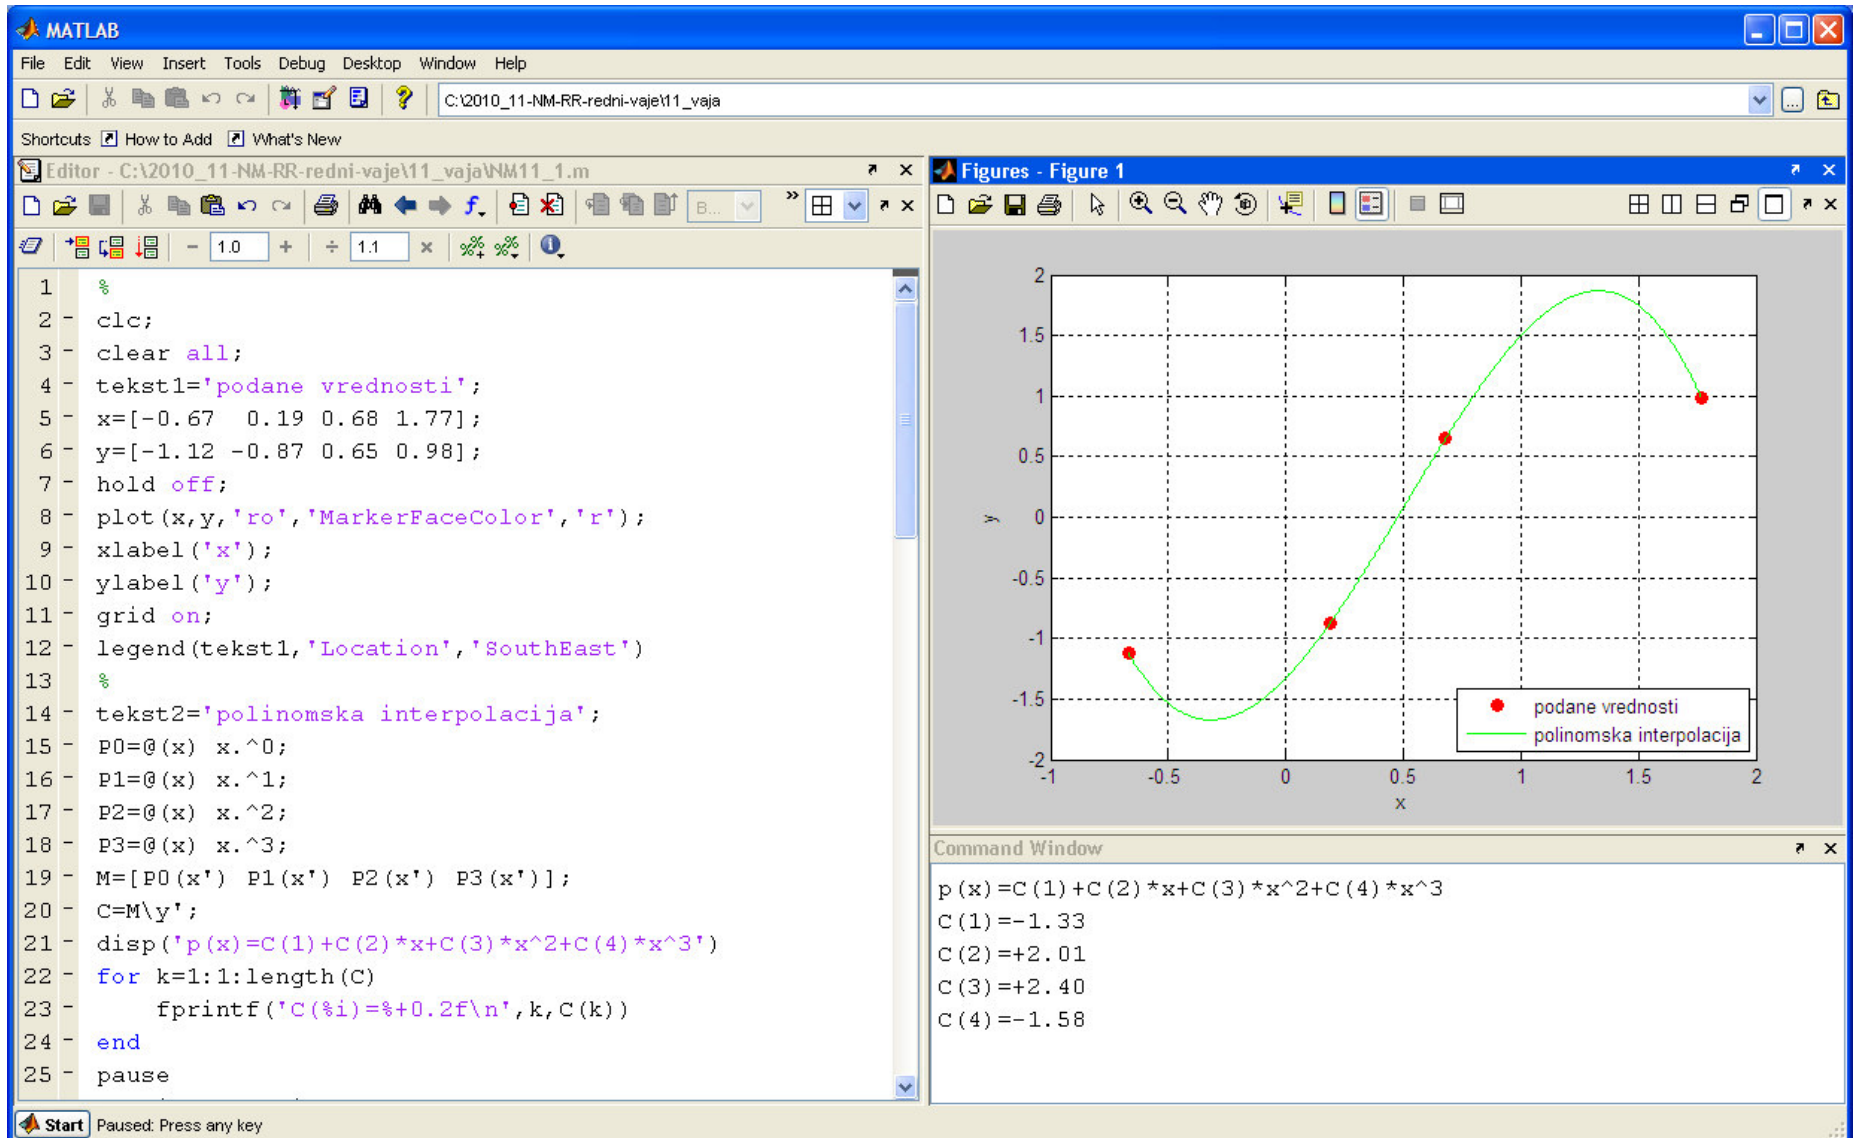 MATLAB
File Edit View Insert Tools Debug Desktop Window Help
C:\2010_11-NM-RR-redni-vaje\11_vaja
Shortcuts How to Add What's New
Editor - C:\2010_11-NM-RR-redni-vaje\11_vaja\NM11_1.m
B...
1.0
1.1
1 %
2 - clc;
3 - clear all;
4 - tekst1='podane vrednosti';
5 - x=[-0.67  0.19 0.68 1.77];
6 - y=[-1.12 -0.87 0.65 0.98];
7 - hold off;
8 - plot(x,y,'ro','MarkerFaceColor','r');
9 - xlabel('x');
10 - ylabel('y');
11 - grid on;
12 - legend(tekst1,'Location','SouthEast')
13 %
14 - tekst2='polinomska interpolacija';
15 - P0=@(x) x.^0;
16 - P1=@(x) x.^1;
17 - P2=@(x) x.^2;
18 - P3=@(x) x.^3;
19 - M=[P0(x') P1(x') P2(x') P3(x')];
20 - C=M\y';
21 - disp('p(x)=C(1)+C(2)*x+C(3)*x^2+C(4)*x^3')
22 - for k=1:1:length(C)
23 - fprintf('C(%i)=%+0.2f\n',k,C(k))
24 - end
25 - pause
Figures - Figure 1
2
1.5
1
0.5
0
-0.5
-1
-1.5
-2
y
-1 -0.5 0 0.5 1 1.5 2
x
podane vrednosti
polinomska interpolacija
Command Window
p(x)=C(1)+C(2)*x+C(3)*x^2+C(4)*x^3
C(1)=-1.33
C(2)=+2.01
C(3)=+2.40
C(4)=-1.58
Start Paused: Press any key